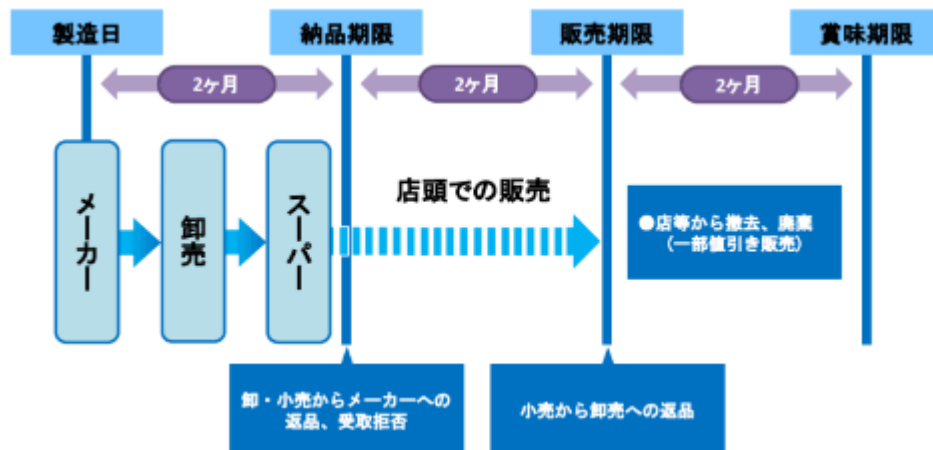 製造日
納品期限
販売期限
賞味期限
2ヶ月
2ヶ月
2ヶ月
メーカー
卸売
スーパー
店頭での販売
●店等から撤去、廃棄
(一部値引き販売)
卸・小売からメーカーへの
返品、受取拒否
小売から卸売への返品